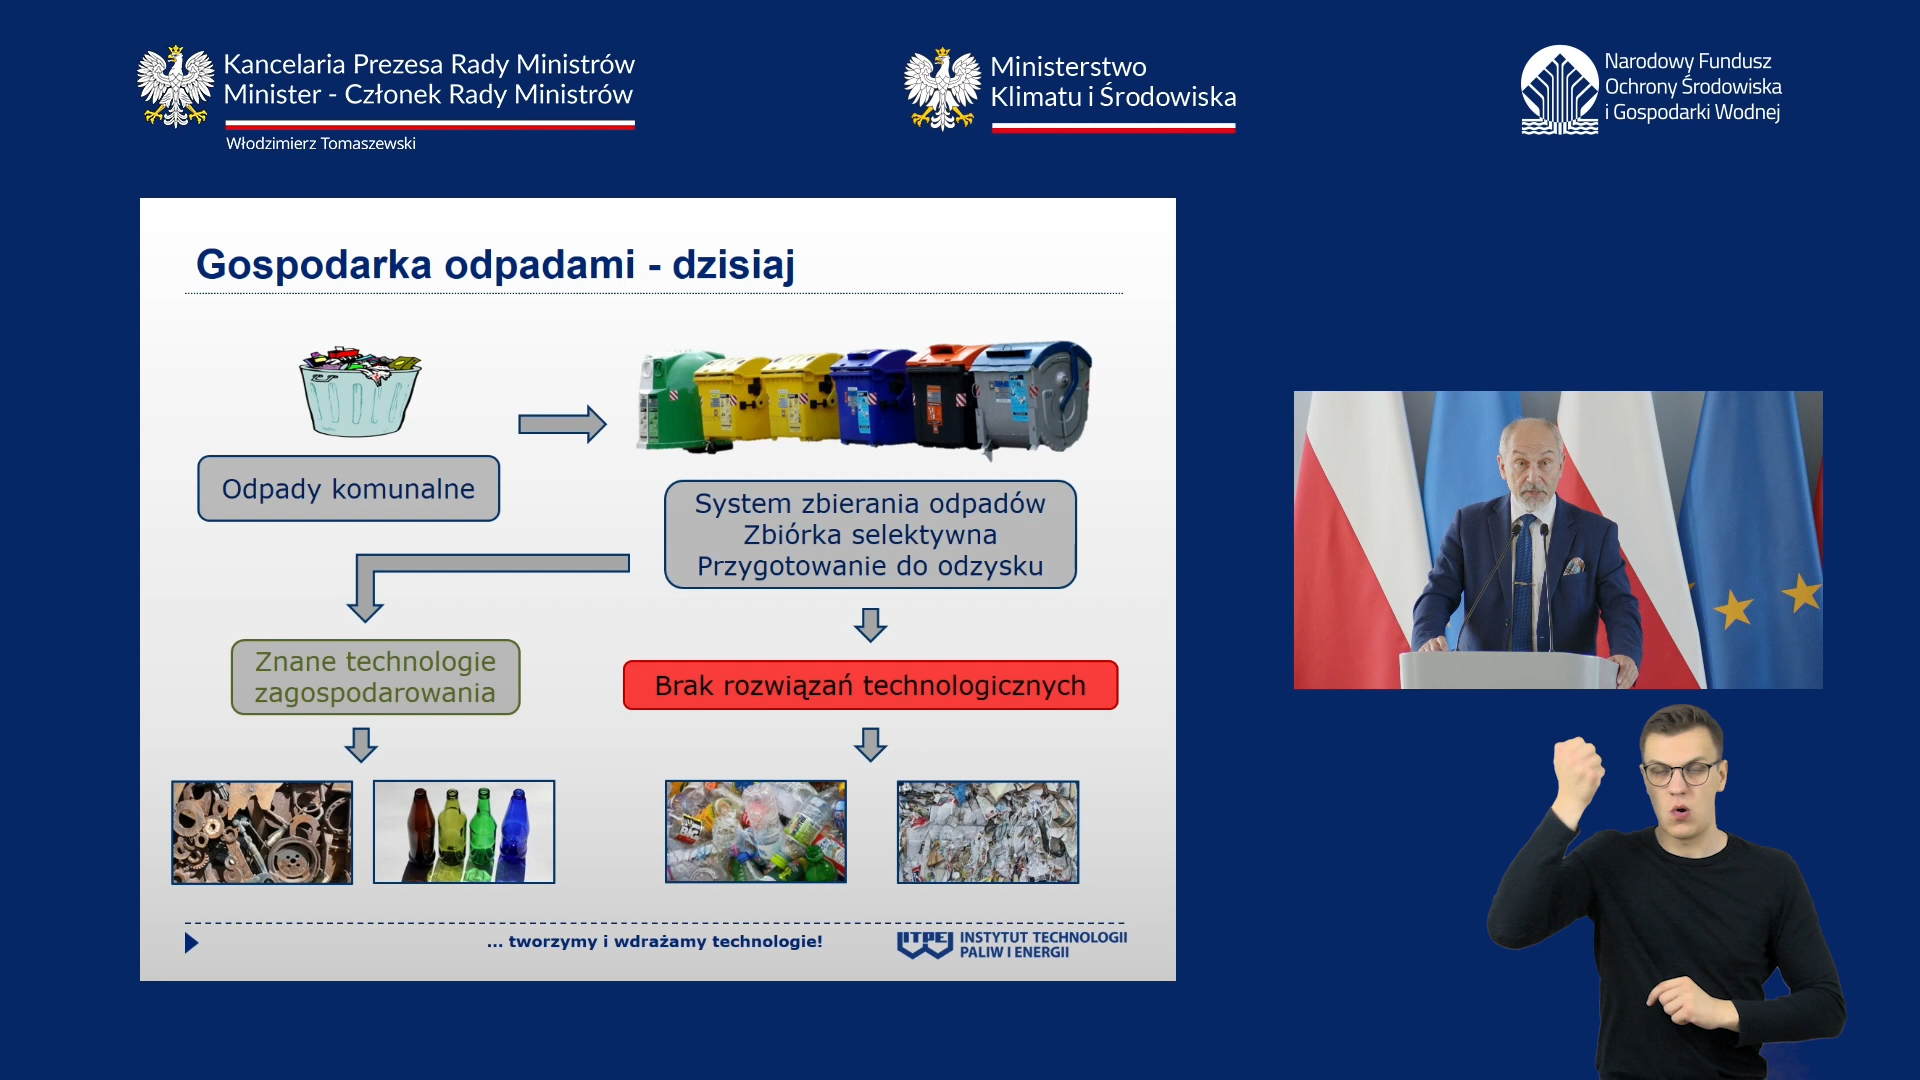 Kancelaria Prezesa Rady Ministrów
Minister - Członek Rady Ministrów
Włodzimierz Tomaszewski
Ministerstwo
Klimatu i Środowiska
Narodowy Fundusz
Ochrony Środowiska
i Gospodarki Wodnej
Gospodarka odpadami - dzisiaj
Odpady komunalne
System zbierania odpadów
Zbiórka selektywna
Przygotowanie do odzysku
Znane technologie
zagospodarowania
Brak rozwiązań technologicznych
... tworzymy i wdrażamy technologie!
ITPE
INSTYTUT TECHNOLOGII
PALIW I ENERGII